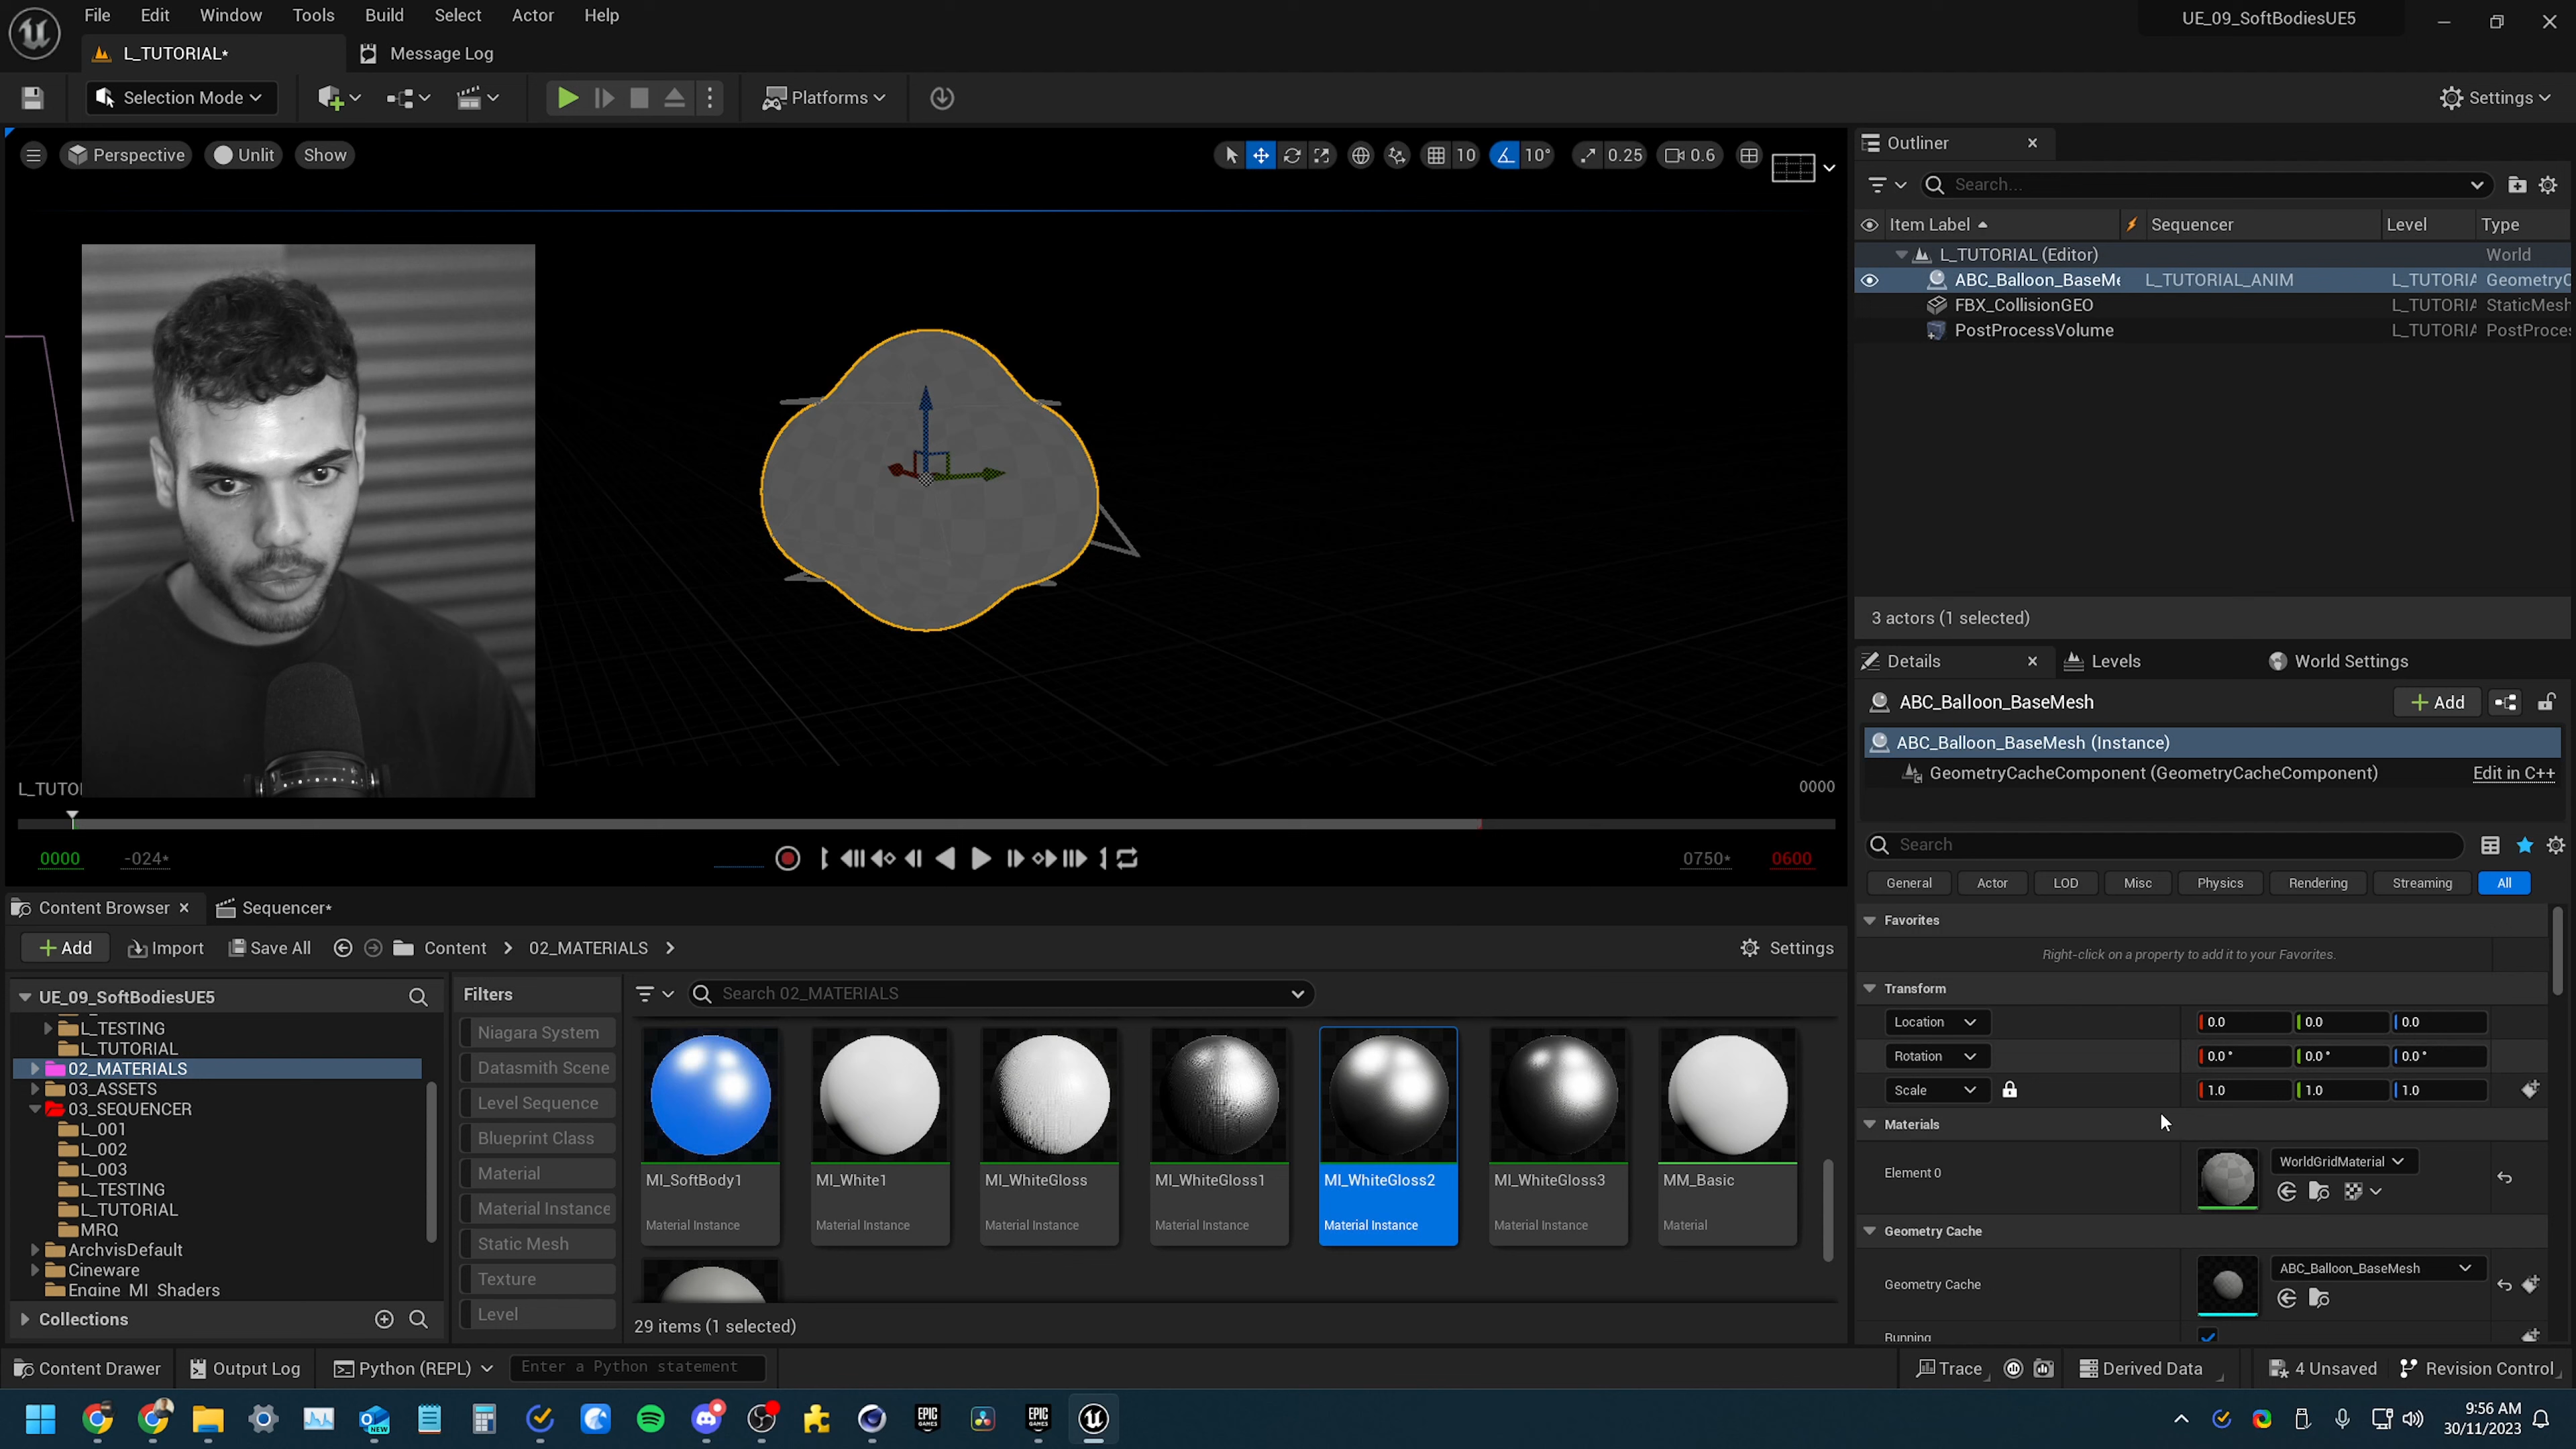 File Edit Window Tools Build Select Actor Help
UE_09_SoftBodiesUE5
L_TUTORIAL*
Message Log
Selection Mode
Platforms
Settings
Perspective
Unlit
Show
10
10°
0.25
0.6
Outliner
Search...
Item Label
Sequencer
Level
Type
L_TUTORIAL (Editor)
World
ABC_Balloon_BaseMe
L_TUTORIAL_ANIM
L_TUTORIA
GeometryC
FBX_CollisionGEO
L_TUTORIA
StaticMesh
PostProcessVolume
L_TUTORIA
PostProces
3 actors (1 selected)
Details
Levels
World Settings
ABC_Balloon_BaseMesh
Add
ABC_Balloon_BaseMesh (Instance)
GeometryCacheComponent (GeometryCacheComponent)
Edit in C++
Search
General
Actor
LOD
Misc
Physics
Rendering
Streaming
All
Favorites
Right-click on a property to add it to your Favorites.
Transform
Location
0.0
0.0
0.0
Rotation
0.0°
0.0°
0.0°
Scale
1.0
1.0
1.0
Materials
Element 0
WorldGridMaterial
Geometry Cache
Geometry Cache
ABC_Balloon_BaseMesh
Running
L_TUTO
0000
0000
-024*
0750*
0600
Content Browser
Sequencer*
Add
Import
Save All
Content
02_MATERIALS
Settings
UE_09_SoftBodiesUE5
L_TESTING
L_TUTORIAL
02_MATERIALS
03_ASSETS
03_SEQUENCER
L_001
L_002
L_003
L_TESTING
L_TUTORIAL
MRQ
ArchvisDefault
Cineware
Engine_MI_Shaders
Collections
Filters
Niagara System
Datasmith Scene
Level Sequence
Blueprint Class
Material
Material Instance
Static Mesh
Texture
Level
Search 02_MATERIALS
MI_SoftBody1
Material Instance
MI_White1
Material Instance
MI_WhiteGloss
Material Instance
MI_WhiteGloss1
Material Instance
MI_WhiteGloss2
Material Instance
MI_WhiteGloss3
Material Instance
MM_Basic
Material
29 items (1 selected)
Content Drawer
Output Log
Python (REPL)
Enter a Python statement
Trace
Derived Data
4 Unsaved
Revision Control
NEW
EPIC
GAMES
EPIC
GAMES
9:56 AM
30/11/2023